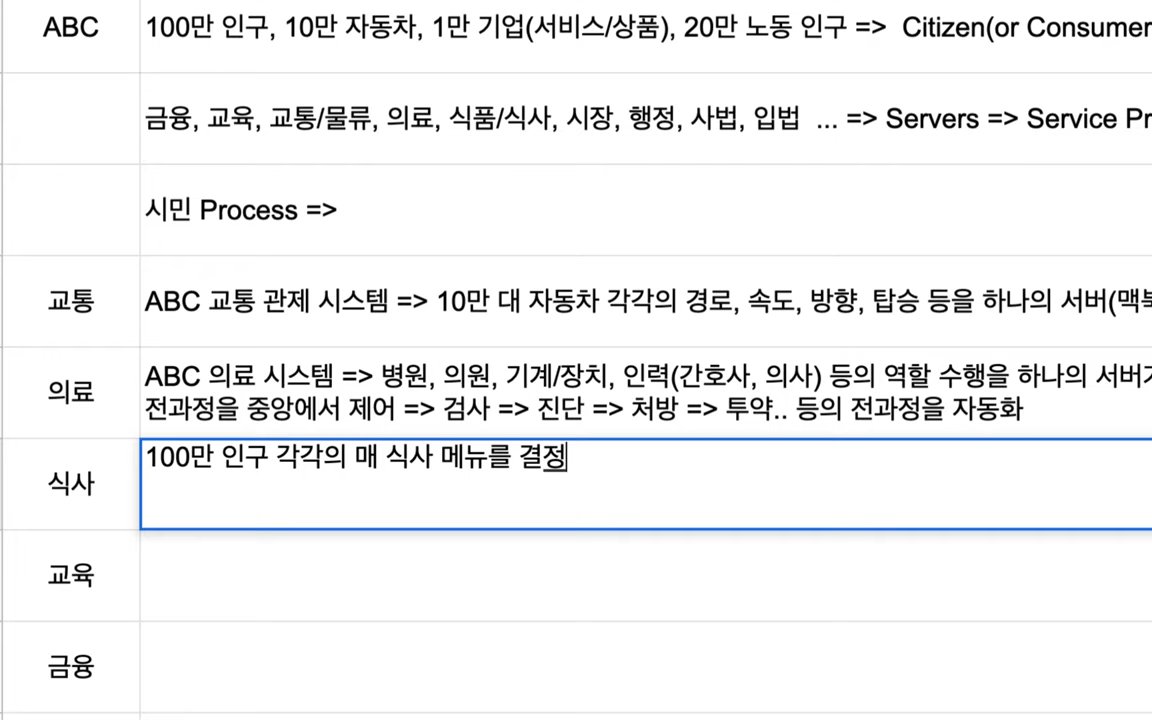 ABC
100만 인구, 10만 자동차, 1만 기업(서비스/상품), 20만 노동 인구 => Citizen(or Consumer
금융, 교육, 교통/물류, 의료, 식품/식사, 시장, 행정, 사법, 입법 ... => Servers => Service Pr
시민 Process =>
교통
ABC 교통 관제 시스템 => 10만 대 자동차 각각의 경로, 속도, 방향, 탑승 등을 하나의 서버(맥북
의료
ABC 의료 시스템 => 병원, 의원, 기계/장치, 인력(간호사, 의사) 등의 역할 수행을 하나의 서버가
전과정을 중앙에서 제어 => 검사 => 진단 => 처방 => 투약.. 등의 전과정을 자동화
식사
100만 인구 각각의 매 식사 메뉴를 결정
교육
금융